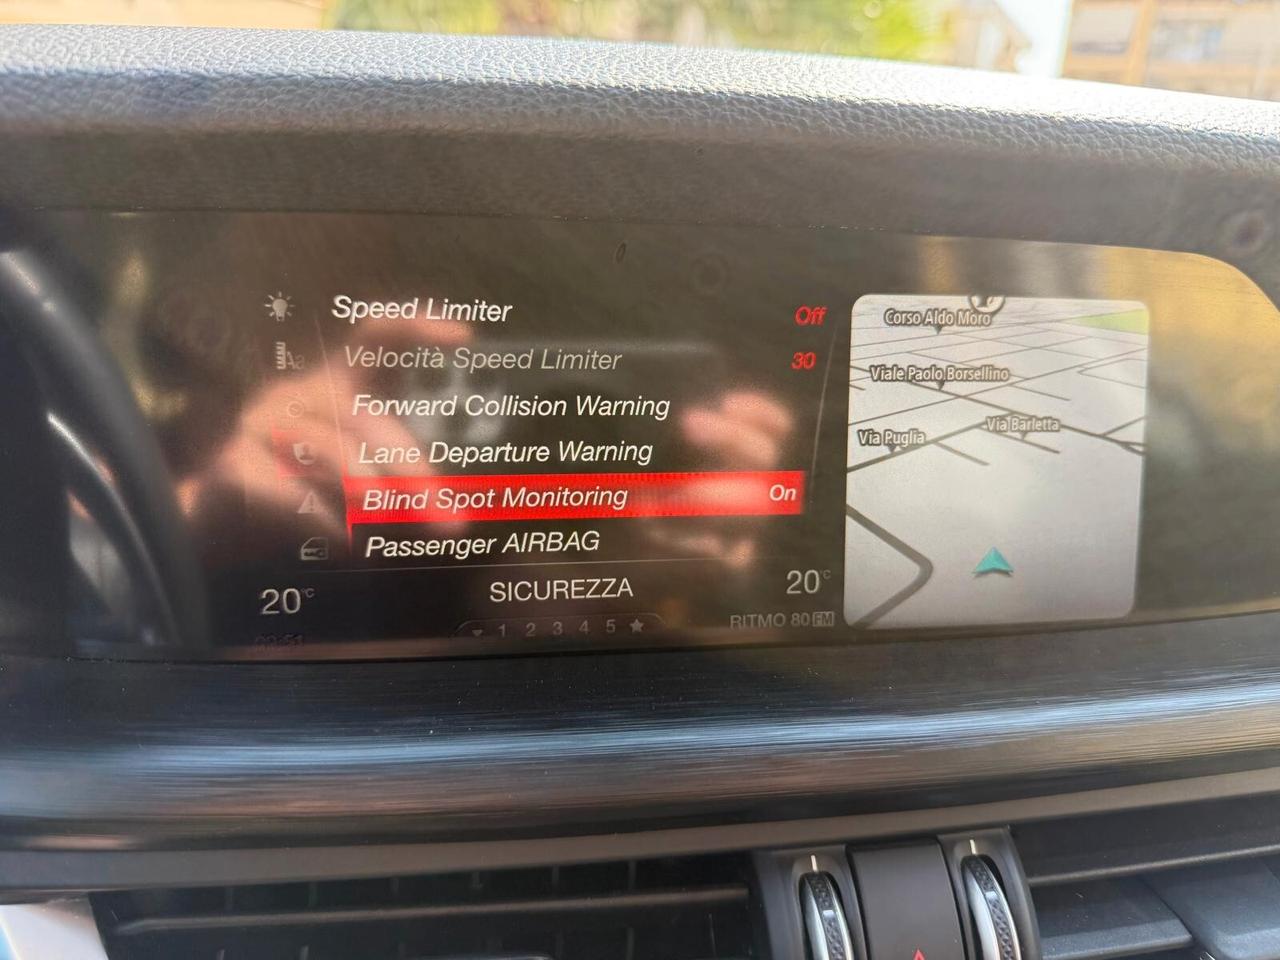 Speed Limiter Off
Velocità Speed Limiter 30
Forward Collision Warning
Lane Departure Warning
Blind Spot Monitoring On
Passenger AIRBAG
SICUREZZA
20°C
20°C
1 2 3 4 5
RITMO 80 FM
Corso Aldo Moro
Viale Paolo Borsellino
Via Barletta
Via Puglia